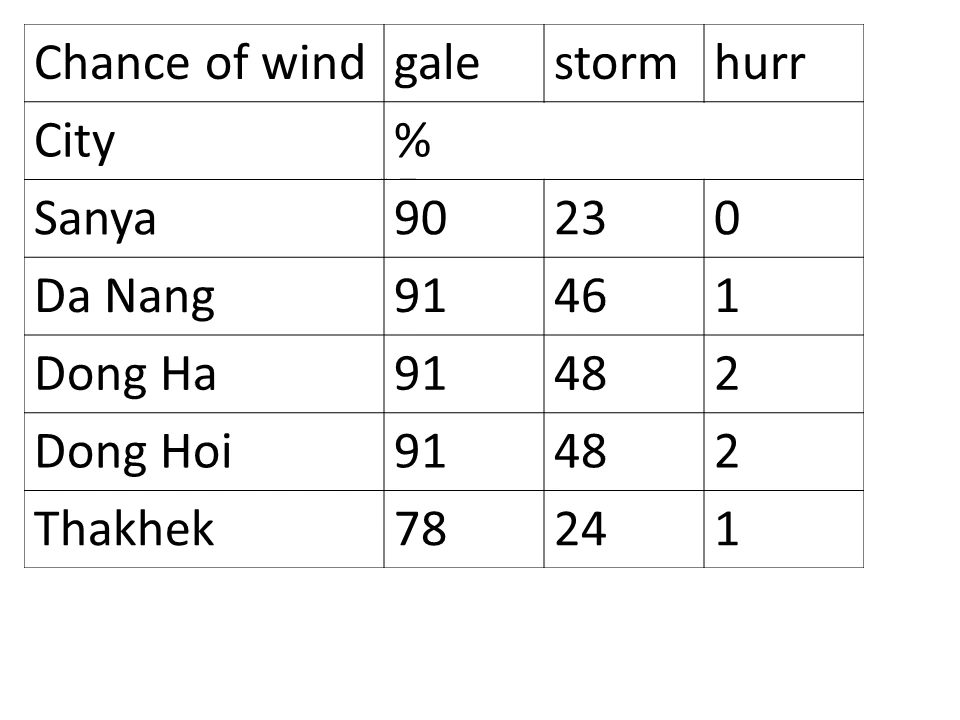 Chance of wind gale storm hurr
City %
Sanya 90 23 0
Da Nang 91 46 1
Dong Ha 91 48 2
Dong Hoi 91 48 2
Thakhek 78 24 1